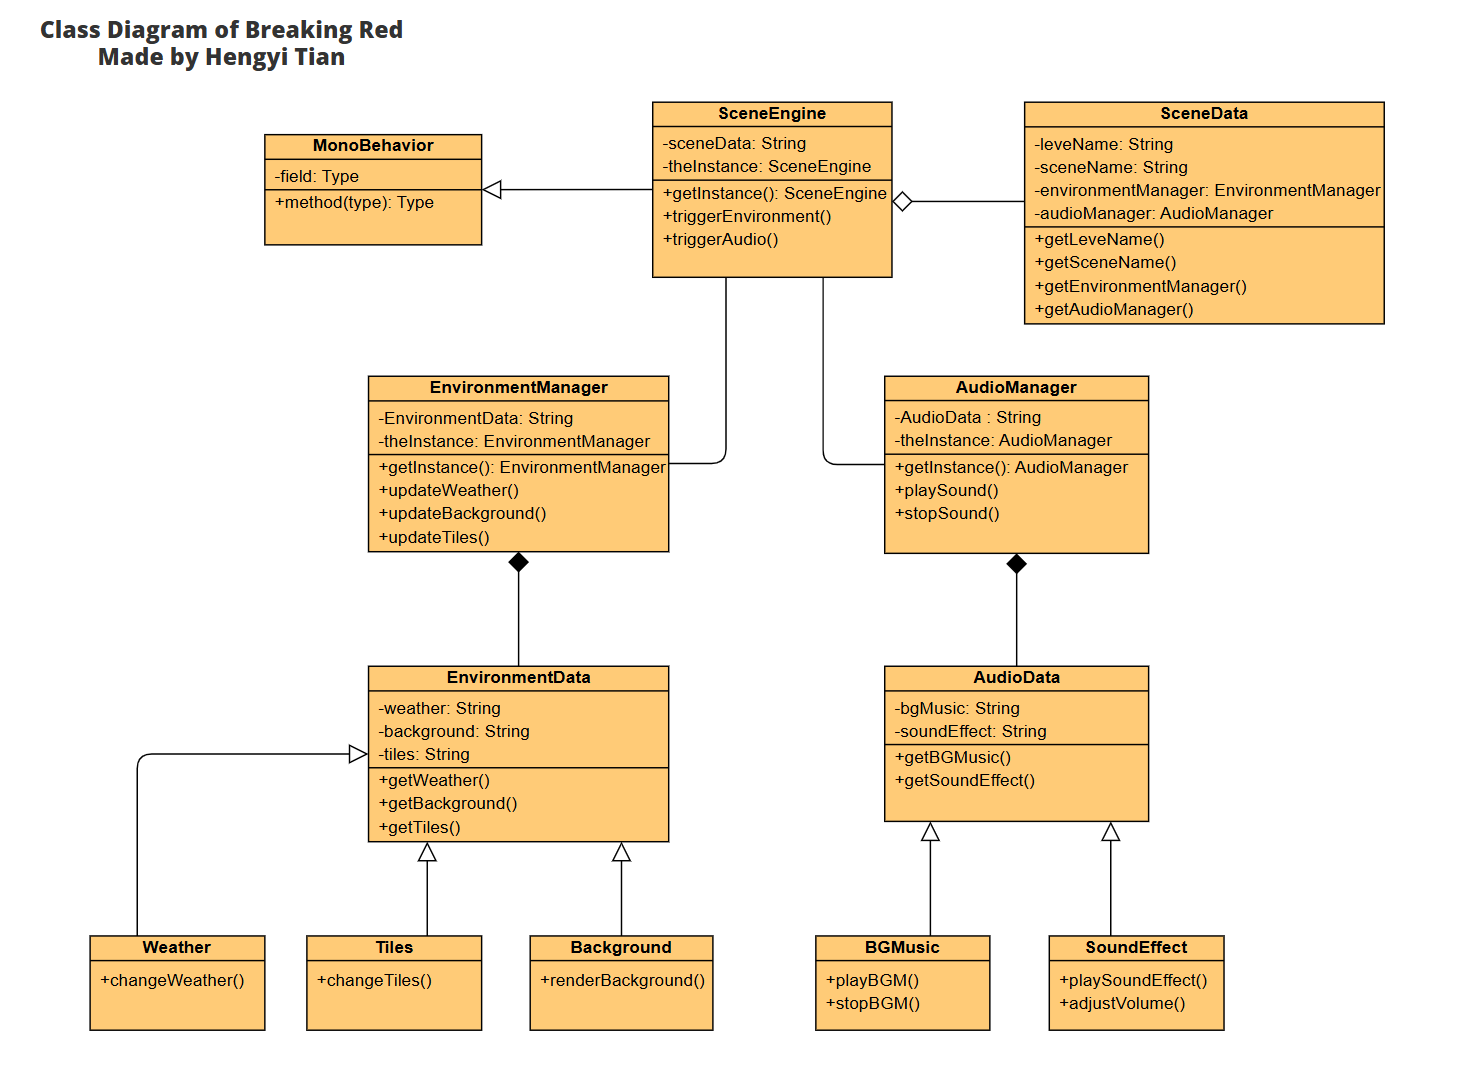 Class Diagram of Breaking Red
Made by Hengyi Tian
MonoBehavior
-field: Type
+method(type): Type
SceneEngine
-sceneData: String
-theInstance: SceneEngine
+getInstance(): SceneEngine
+triggerEnvironment()
+triggerAudio()
SceneData
-leveName: String
-sceneName: String
-environmentManager: EnvironmentManager
-audioManager: AudioManager
+getLeveName()
+getSceneName()
+getEnvironmentManager()
+getAudioManager()
EnvironmentManager
-EnvironmentData: String
-theInstance: EnvironmentManager
+getInstance(): EnvironmentManager
+updateWeather()
+updateBackground()
+updateTiles()
AudioManager
-AudioData : String
-theInstance: AudioManager
+getInstance(): AudioManager
+playSound()
+stopSound()
EnvironmentData
-weather: String
-background: String
-tiles: String
+getWeather()
+getBackground()
+getTiles()
AudioData
-bgMusic: String
-soundEffect: String
+getBGMusic()
+getSoundEffect()
Weather
+changeWeather()
Tiles
+changeTiles()
Background
+renderBackground()
BGMusic
+playBGM()
+stopBGM()
SoundEffect
+playSoundEffect()
+adjustVolume()